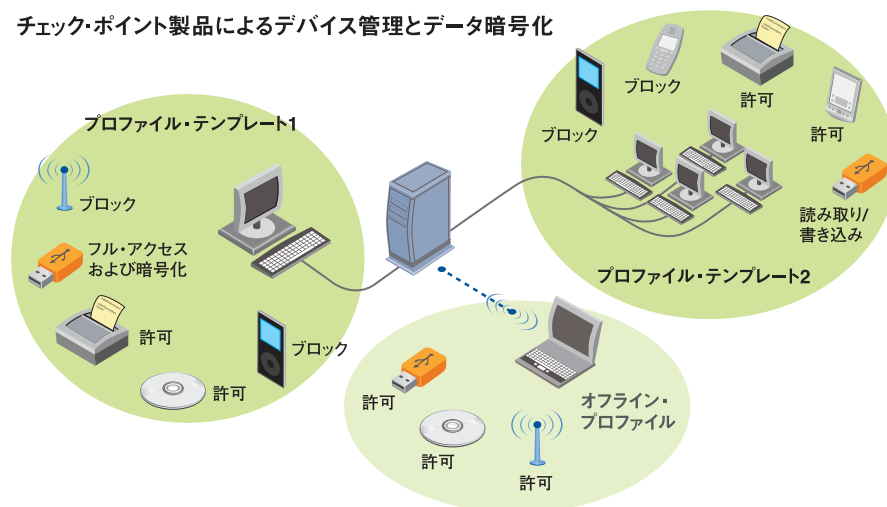 チェック・ポイント製品によるデバイス管理とデータ暗号化
プロファイル・テンプレート1
ブロック
フル・アクセス
および暗号化
許可
許可
ブロック
ブロック
ブロック
許可
許可
読み取り/
書き込み
プロファイル・テンプレート2
許可
許可
許可
オフライン・
プロファイル